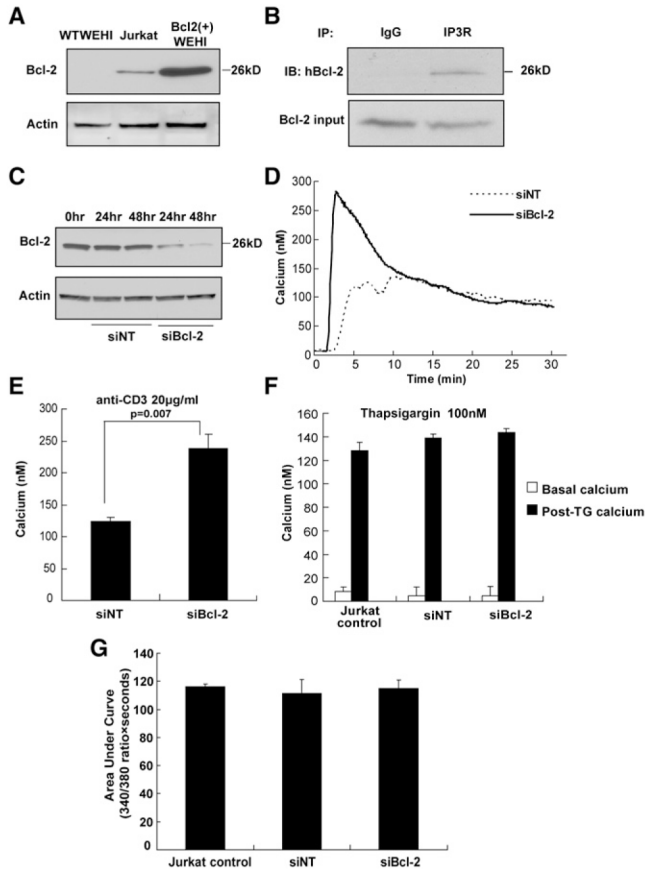 A
WTWEHI Jurkat Bcl2(+) WEHI
Bcl-2
26kD
Actin
B
IP: IgG IP3R
IB: hBcl-2
26kD
Bcl-2 input
C
0hr 24hr 48hr 24hr 48hr
Bcl-2
26kD
Actin
siNT siBcl-2
D
siNT
siBcl-2
Calcium (nM)
300
250
200
150
100
50
0
0 5 10 15 20 25 30
Time (min)
E
anti-CD3 20μg/ml
p=0.007
Calcium (nM)
300
250
200
150
100
50
0
siNT siBcl-2
F
Thapsigargin 100nM
Calcium (nM)
160
140
120
100
80
60
40
20
0
Jurkat control siNT siBcl-2
Basal calcium
Post-TG calcium
G
Area Under Curve
(340/380 ratio×seconds)
140
120
100
80
60
40
20
0
Jurkat control siNT siBcl-2